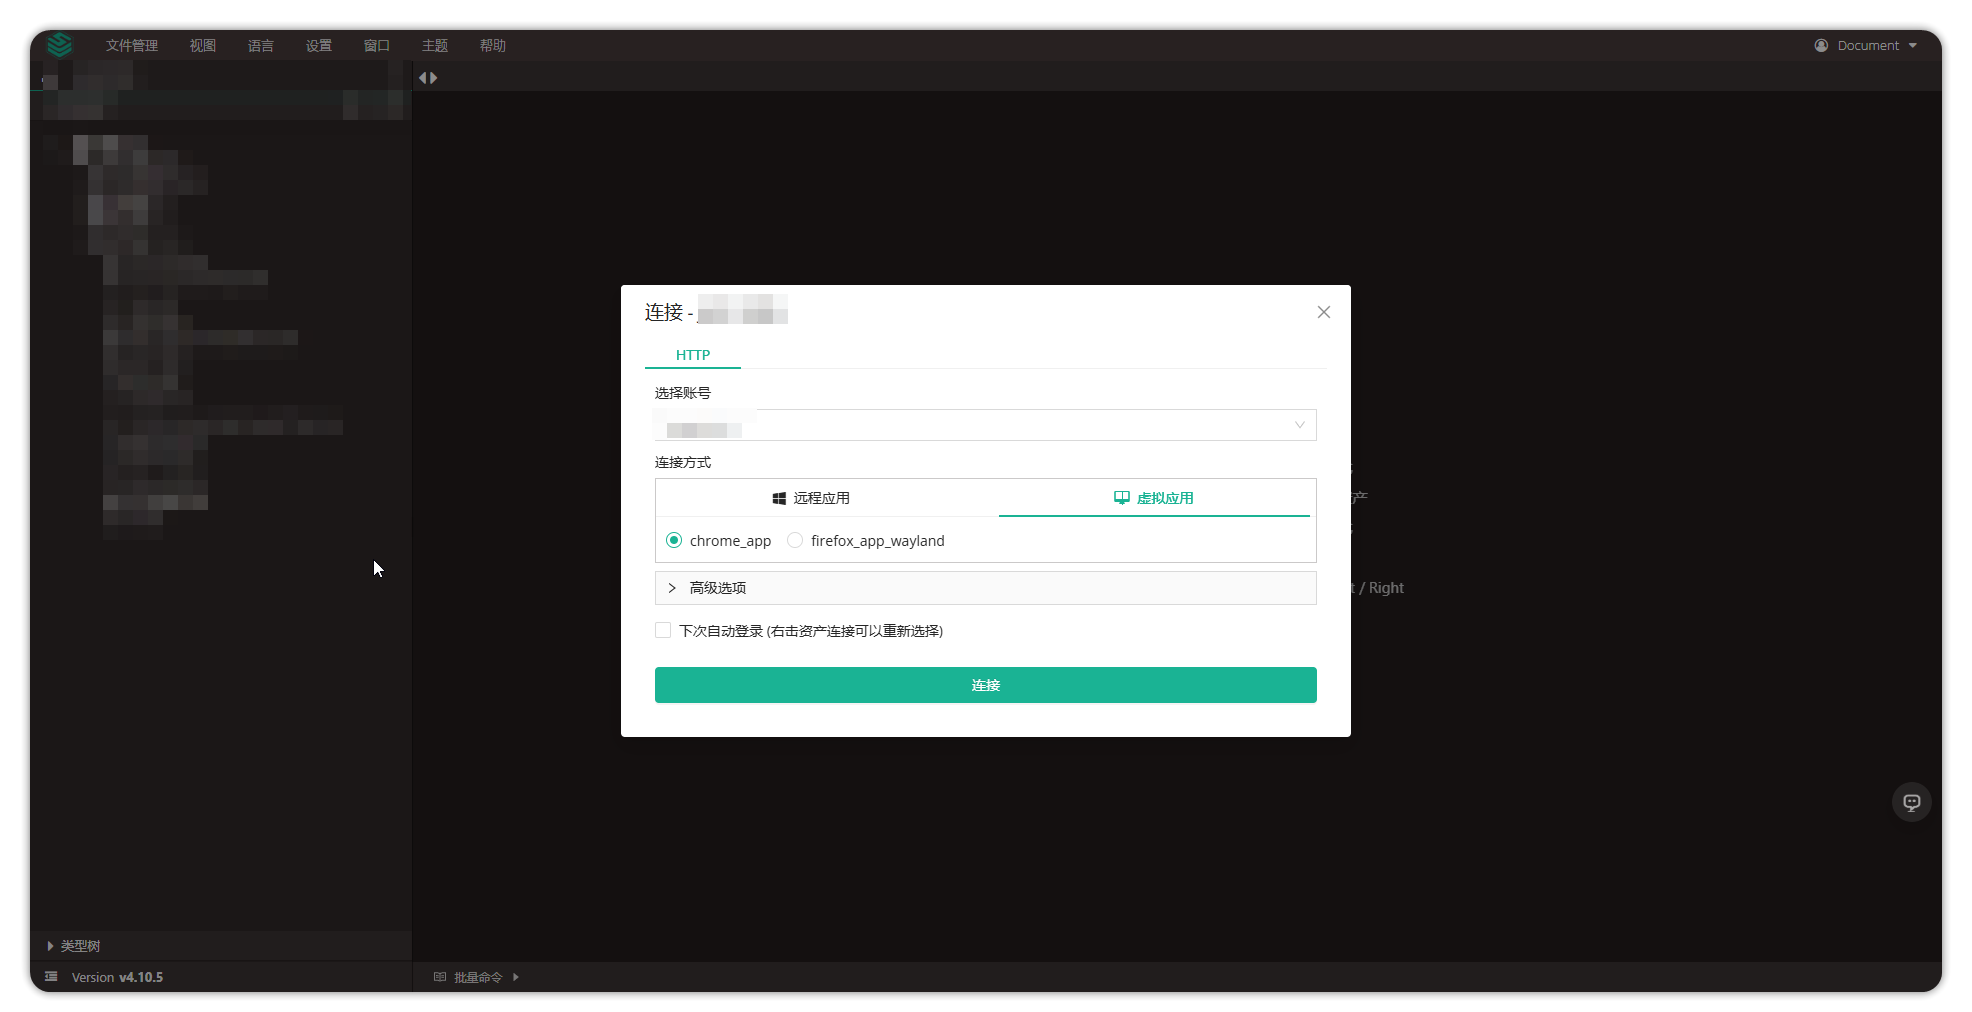 文件管理 视图 语言 设置 窗口 主题 帮助 Document
连接 -
HTTP
选择账号
连接方式
远程应用 虚拟应用
产
chrome_app firefox_app_wayland
高级选项 t / Right
下次自动登录 (右击资产连接可以重新选择)
连接
类型树
Version v4.10.5 批量命令